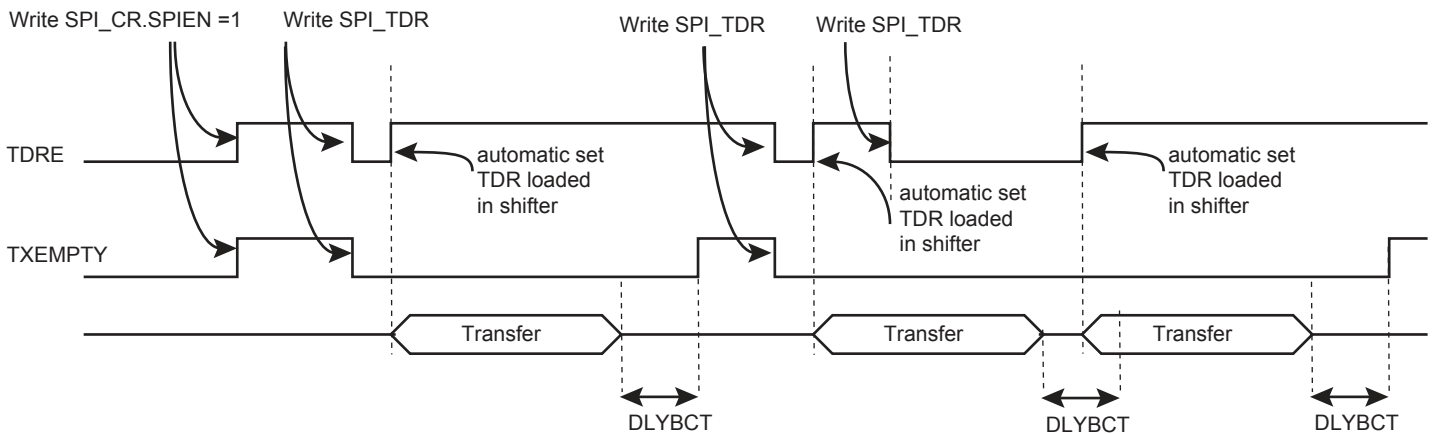 Write SPI_CR.SPIEN =1
Write SPI_TDR
Write SPI_TDR
Write SPI_TDR
TDRE
automatic set
TDR loaded
in shifter
automatic set
TDR loaded
in shifter
automatic set
TDR loaded
in shifter
TXEMPTY
Transfer
Transfer
Transfer
DLYBCT
DLYBCT
DLYBCT